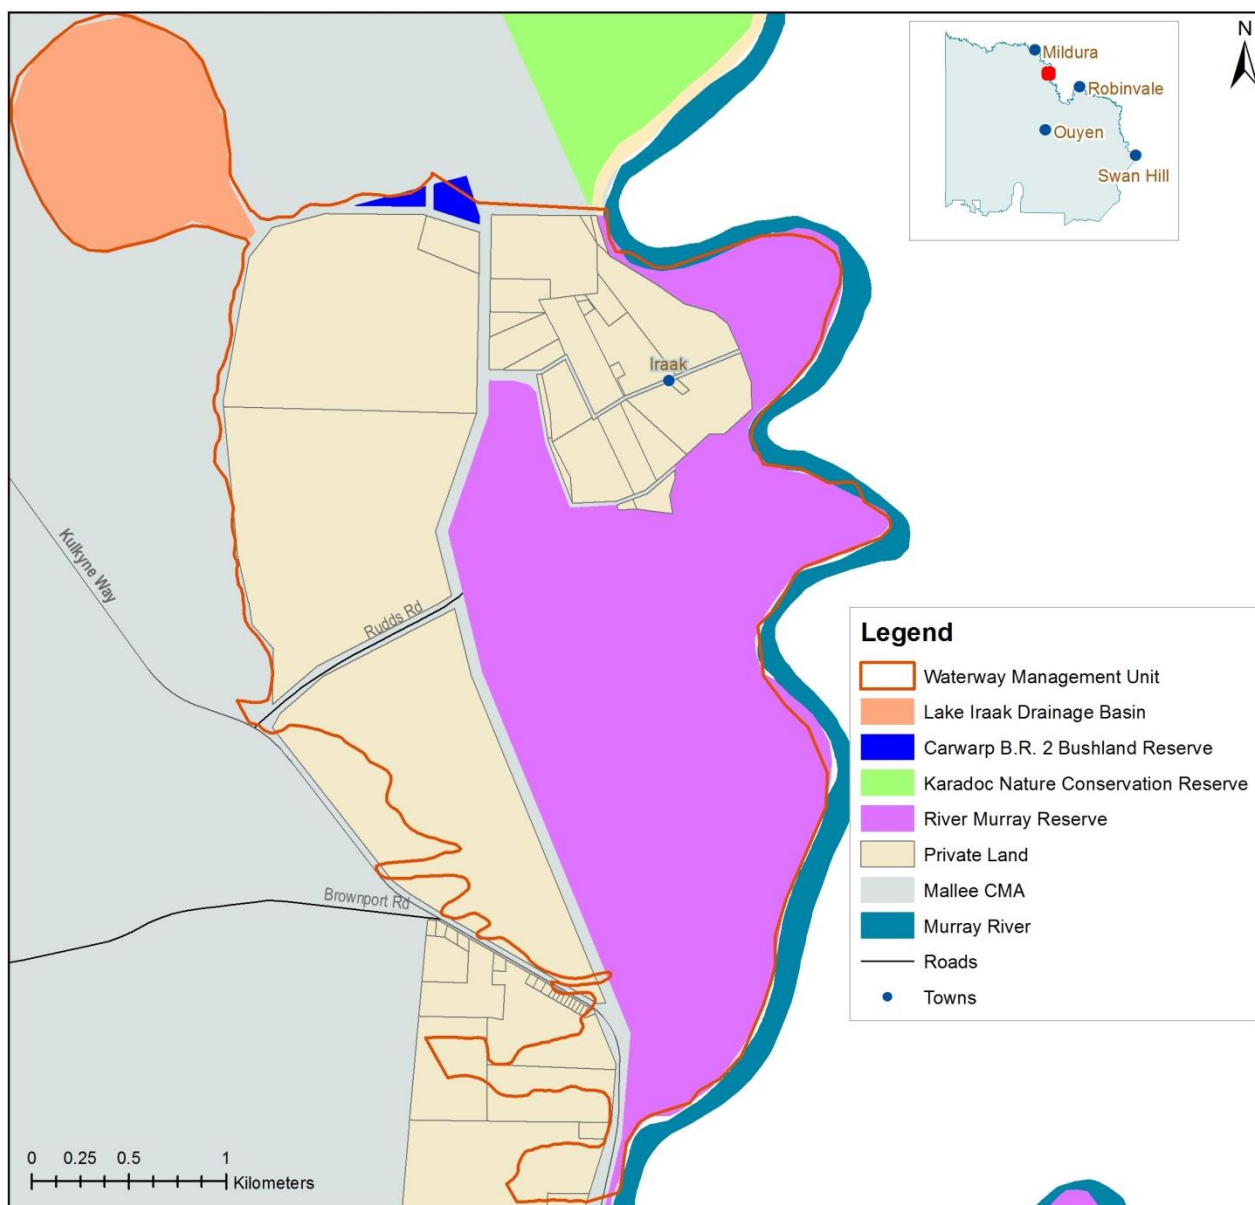 N
Mildura
Robinvale
Ouyen
Swan Hill
Iraak
Kulkyne Way
Rudds Rd
Brownport Rd
Legend
Waterway Management Unit
Lake Iraak Drainage Basin
Carwarp B.R. 2 Bushland Reserve
Karadoc Nature Conservation Reserve
River Murray Reserve
Private Land
Mallee CMA
Murray River
Roads
Towns
0 0.25 0.5 1
Kilometers